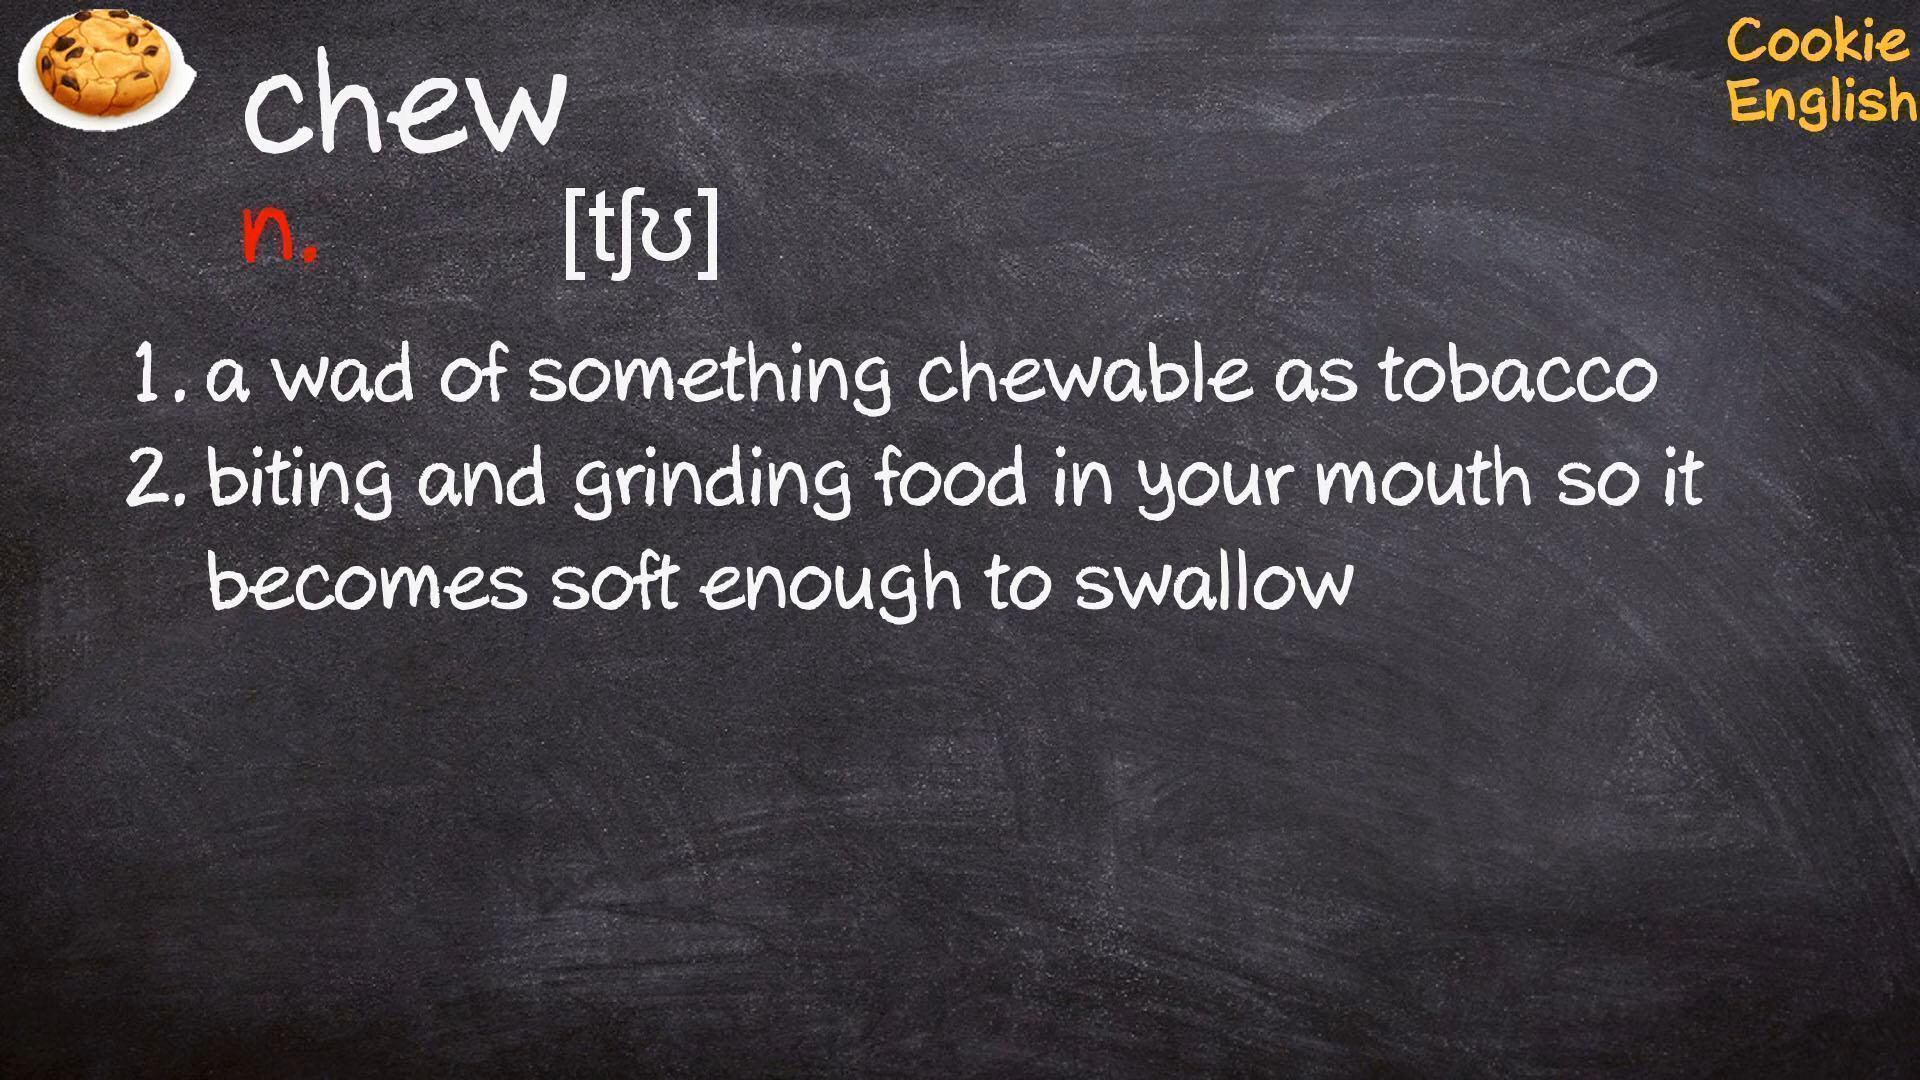 Cookie
English
chew
n. [tʃʊ]
1. a wad of something chewable as tobacco
2. biting and grinding food in your mouth so it
becomes soft enough to swallow